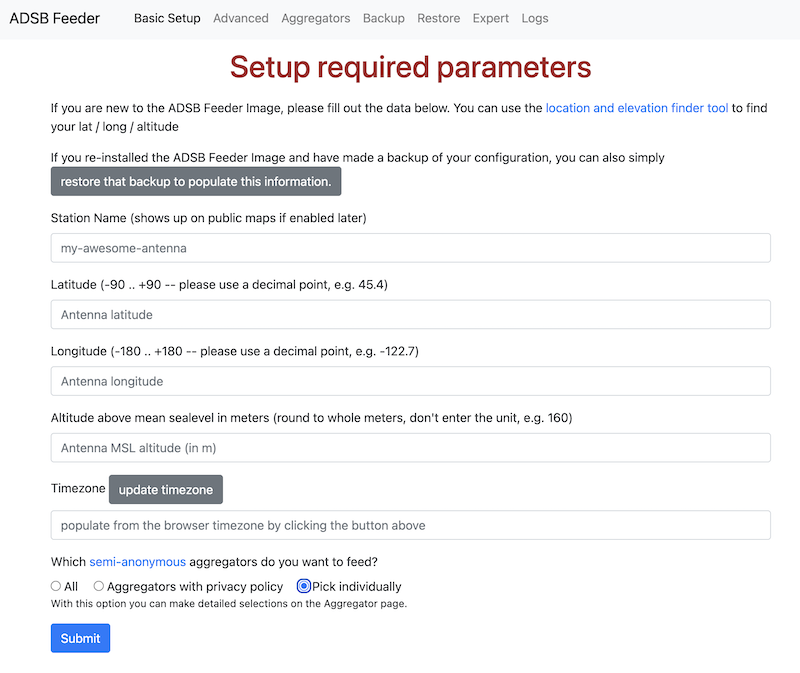 ADSB Feeder Basic Setup Advanced Aggregators Backup Restore Expert Logs
Setup required parameters
If you are new to the ADSB Feeder Image, please fill out the data below. You can use the location and elevation finder tool to find
your lat / long / altitude
If you re-installed the ADSB Feeder Image and have made a backup of your configuration, you can also simply
restore that backup to populate this information.
Station Name (shows up on public maps if enabled later)
my-awesome-antenna
Latitude (-90 .. +90 -- please use a decimal point, e.g. 45.4)
Antenna latitude
Longitude (-180 .. +180 -- please use a decimal point, e.g. -122.7)
Antenna longitude
Altitude above mean sealevel in meters (round to whole meters, don't enter the unit, e.g. 160)
Antenna MSL altitude (in m)
Timezone update timezone
populate from the browser timezone by clicking the button above
Which semi-anonymous aggregators do you want to feed?
All Aggregators with privacy policy Pick individually
With this option you can make detailed selections on the Aggregator page.
Submit